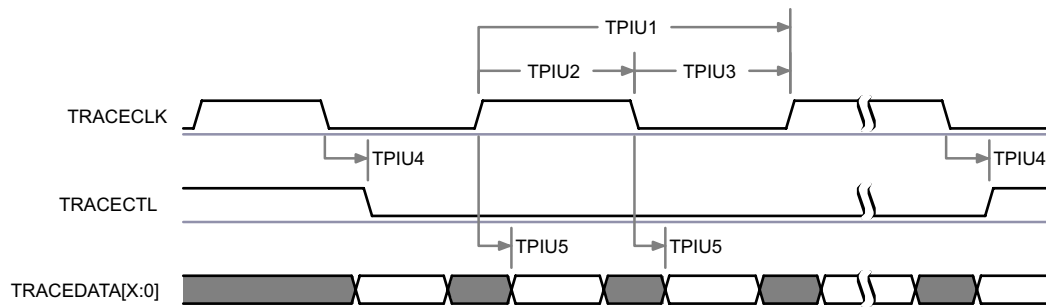 TPIU1
TPIU2 TPIU3
TRACECLK
TPIU4 TPIU4
TRACECTL
TPIU5 TPIU5
TRACEDATA[X:0]